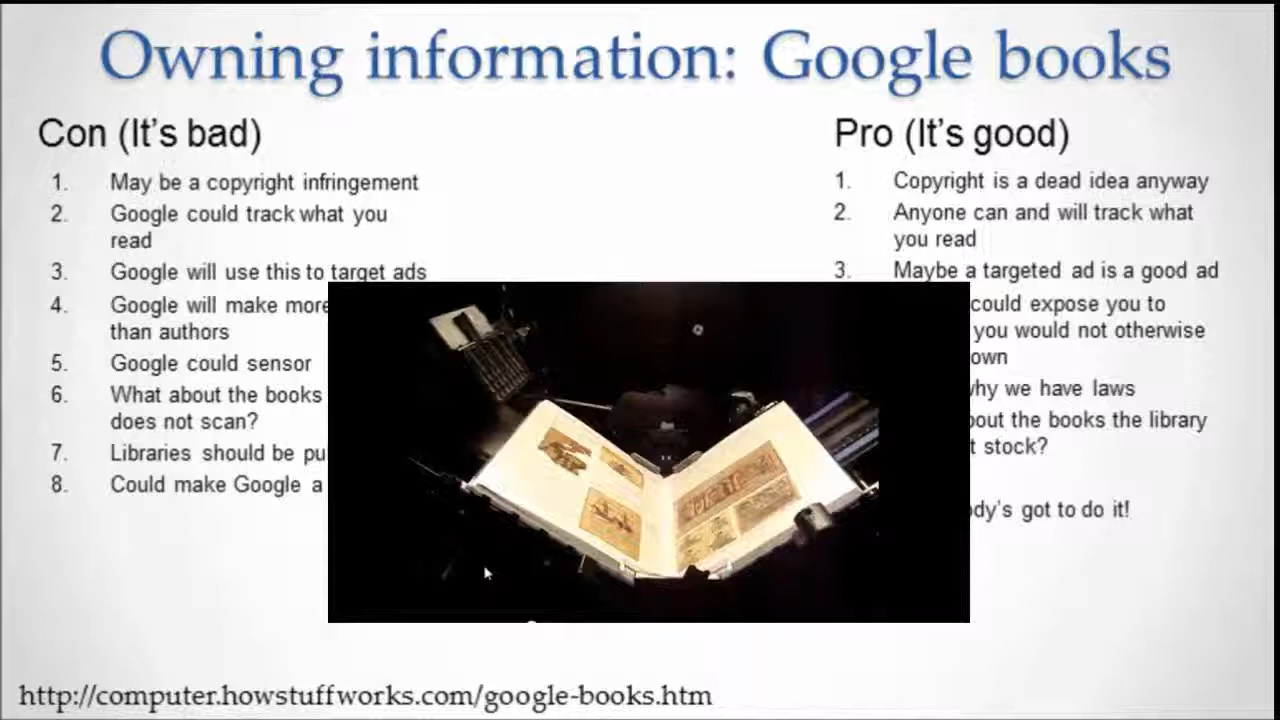 Owning information: Google books
Con (It's bad)
1. May be a copyright infringement
2. Google could track what you
read
3. Google will use this to target ads
4. Google will make more
than authors
5. Google could sensor
6. What about the books
does not scan?
7. Libraries should be pu
8. Could make Google a
Pro (It's good)
1. Copyright is a dead idea anyway
2. Anyone can and will track what
you read
3. Maybe a targeted ad is a good ad
could expose you to
you would not otherwise
own
why we have laws
out the books the library
t stock?
dy's got to do it!
http://computer.howstuffworks.com/google-books.htm